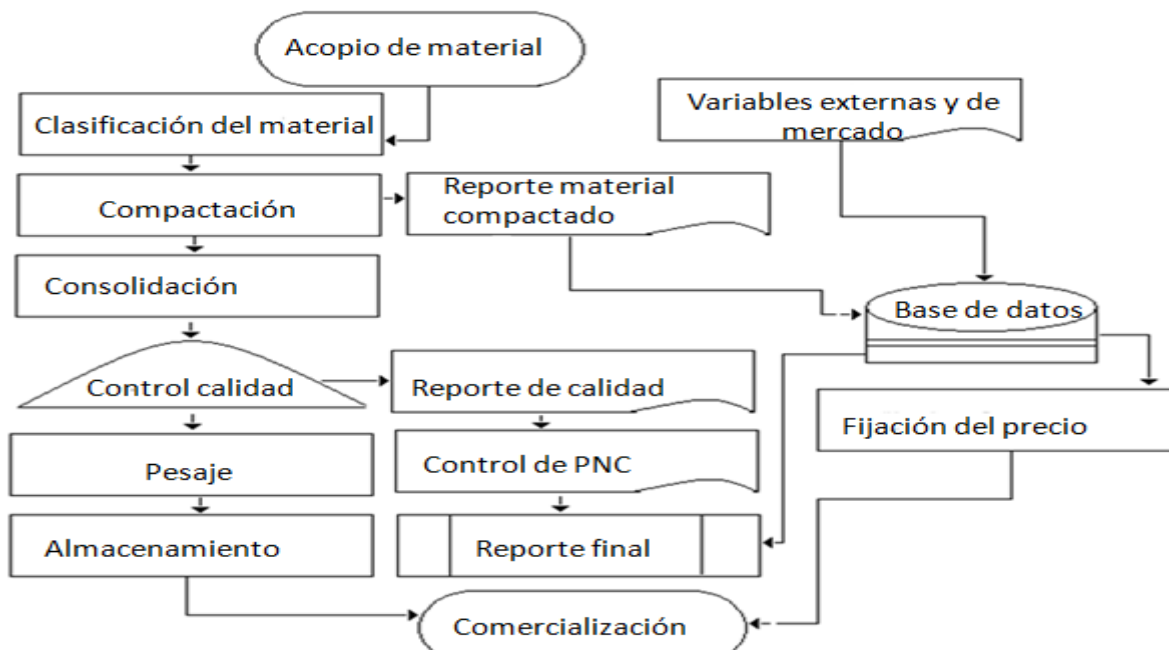 Acopio de material
Clasificación del material
Variables externas y de
mercado
Compactación
Reporte material
compactado
Consolidación
Base de datos
Control calidad
Reporte de calidad
Fijación del precio
Pesaje
Control de PNC
Almacenamiento
Reporte final
Comercialización